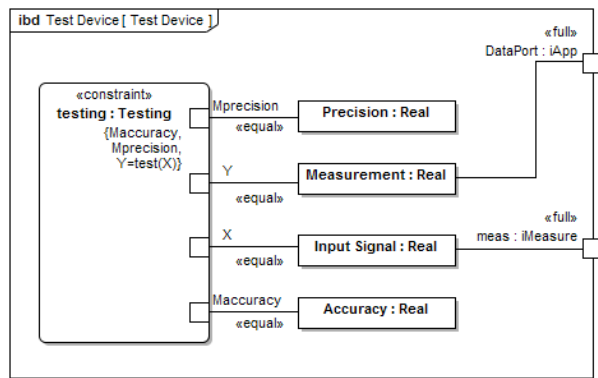 ibd Test Device [ Test Device ]
«full»
DataPort : iApp
«constraint»
testing : Testing
{Maccuracy,
Mprecision,
Y=test(X)}
Mprecision
«equal»
Precision : Real
Y
«equal»
Measurement : Real
«full»
meas : iMeasure
X
«equal»
Input Signal : Real
Maccuracy
«equal»
Accuracy : Real